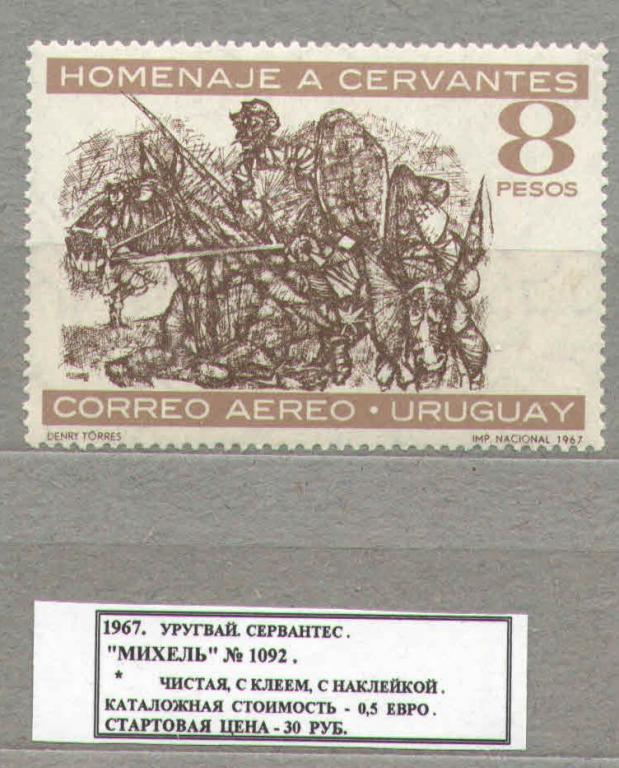 HOMENAJE A CERVANTES
8
PESOS
CORREO AEREO • URUGUAY
DENRY TORRES
IMP. NACIONAL 1967
1967. УРУГВАЙ. СЕРВАНТЕС.
"МИХЕЛЬ" № 1092.
* ЧИСТАЯ, С КЛЕЕМ, С НАКЛЕЙКОЙ.
КАТАЛОЖНАЯ СТОИМОСТЬ - 0,5 ЕВРО.
СТАРТОВАЯ ЦЕНА - 30 РУБ.